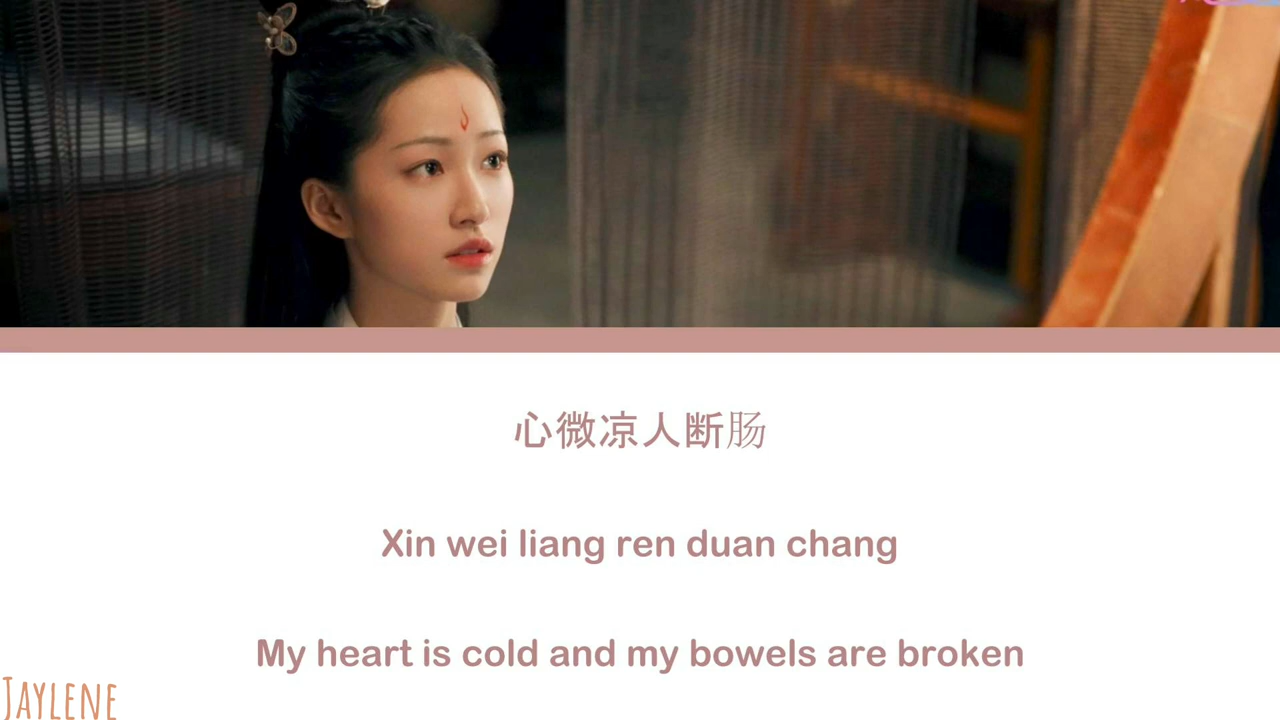 心微凉人断肠
Xin wei liang ren duan chang
My heart is cold and my bowels are broken
JAYLENE